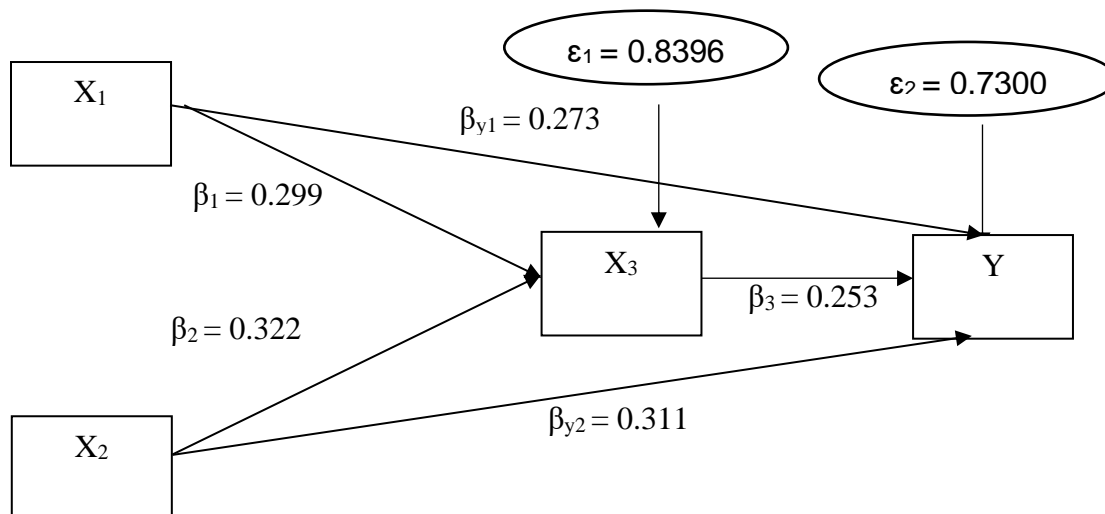 ε₁ = 0.8396
X₁
ε₂ = 0.7300
βy1 = 0.273
β₁ = 0.299
X₃
Y
β₃ = 0.253
β₂ = 0.322
βy2 = 0.311
X₂